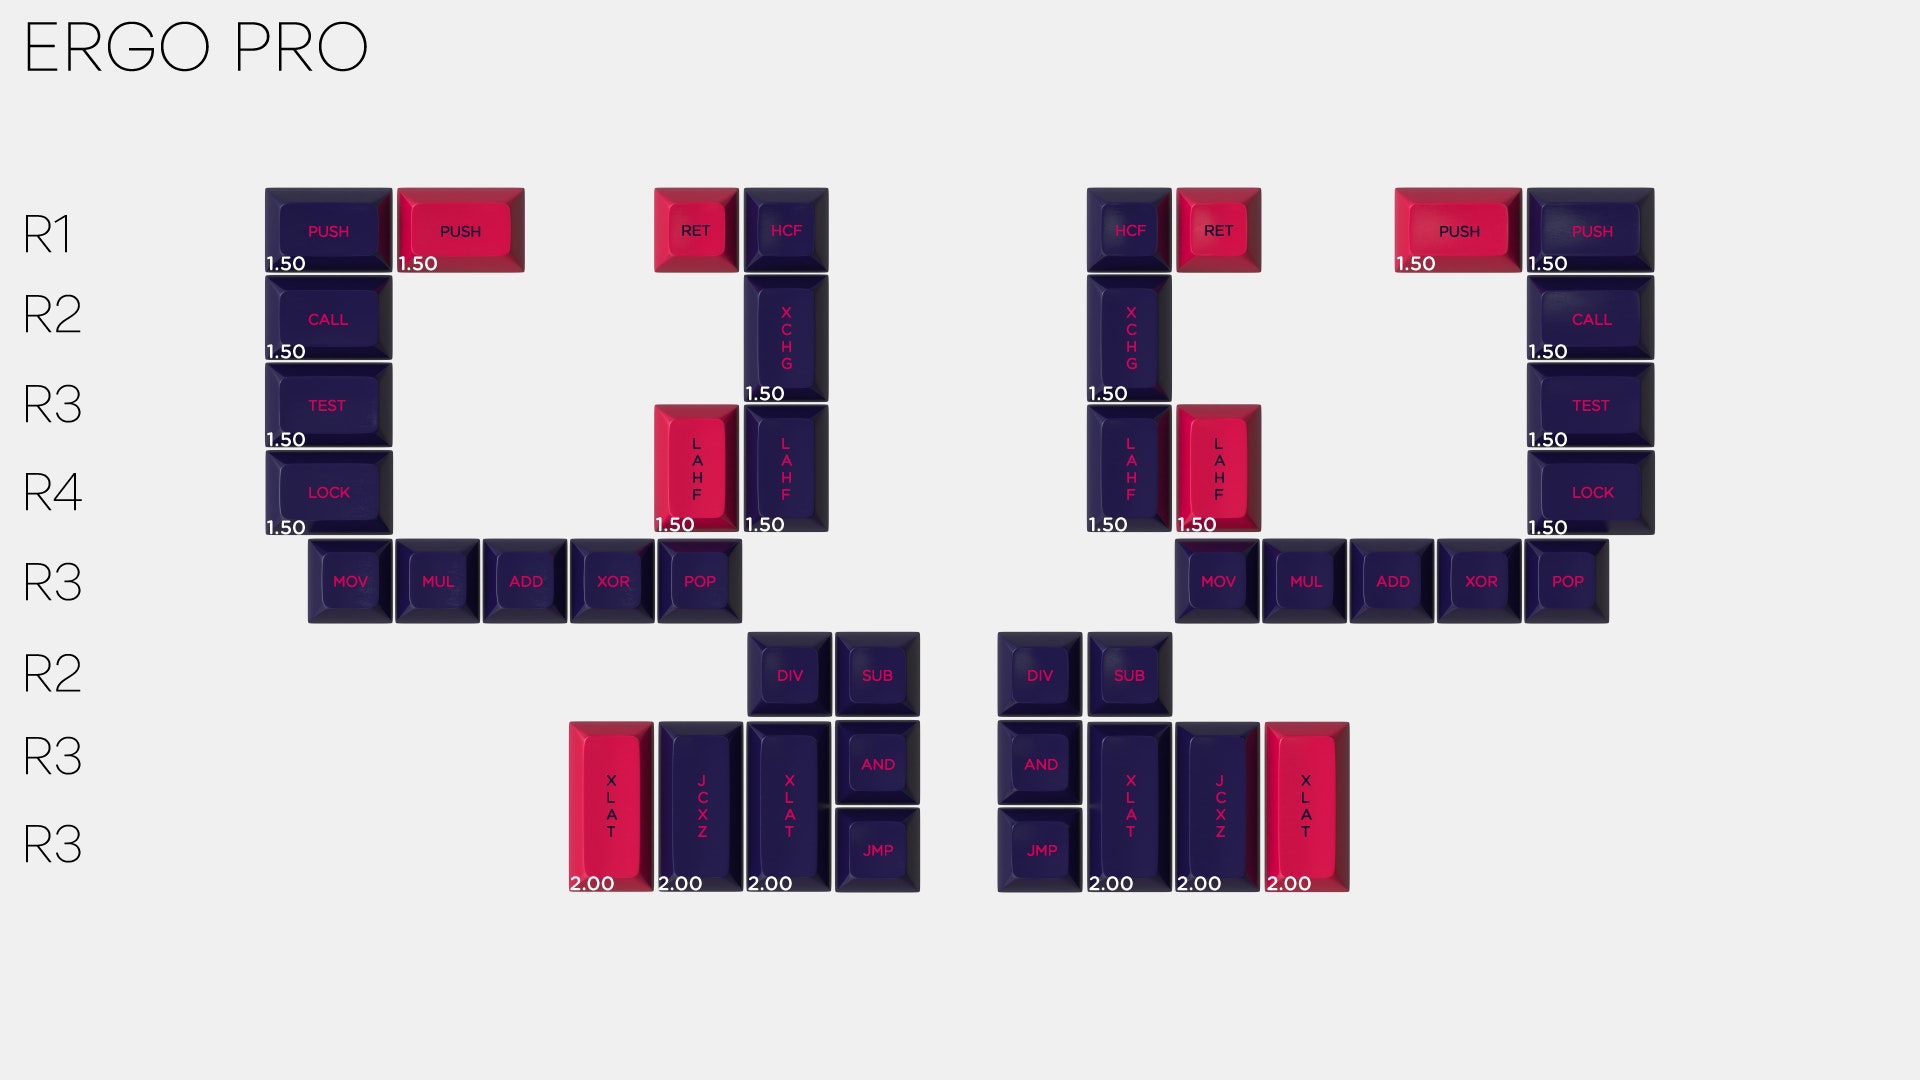 ERGO PRO
R1 PUSH PUSH RET HCF HCF RET PUSH PUSH
1.50 1.50 1.50 1.50
R2 CALL XCHG XCHG CALL
1.50 1.50
1.50 1.50
R3 TEST TEST
1.50 1.50
LAHF LAHF LAHF LAHF
R4 LOCK LOCK
1.50 1.50 1.50 1.50 1.50 1.50
R3 MOV MUL ADD XOR POP MOV MUL ADD XOR POP
R2 DIV SUB DIV SUB
R3 AND AND
XLAT JCXZ XLAT XLAT JCXZ XLAT
R3 JMP JMP
2.00 2.00 2.00 2.00 2.00 2.00